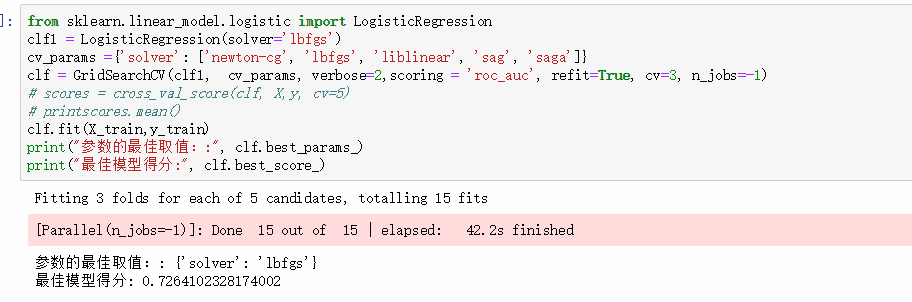 ]: from sklearn.linear_model.logistic import LogisticRegression
clf1 = LogisticRegression(solver='lbfgs')
cv_params ={'solver': ['newton-cg', 'lbfgs', 'liblinear', 'sag', 'saga']}
clf = GridSearchCV(clf1,  cv_params, verbose=2,scoring = 'roc_auc', refit=True, cv=3, n_jobs=-1)
# scores = cross_val_score(clf, X,y, cv=5)
# printscores.mean()
clf.fit(X_train,y_train)
print("参数的最佳取值：:", clf.best_params_)
print("最佳模型得分:", clf.best_score_)
Fitting 3 folds for each of 5 candidates, totalling 15 fits
[Parallel(n_jobs=-1)]: Done  15 out of  15 | elapsed:   42.2s finished
参数的最佳取值：: {'solver': 'lbfgs'}
最佳模型得分: 0.7264102328174002